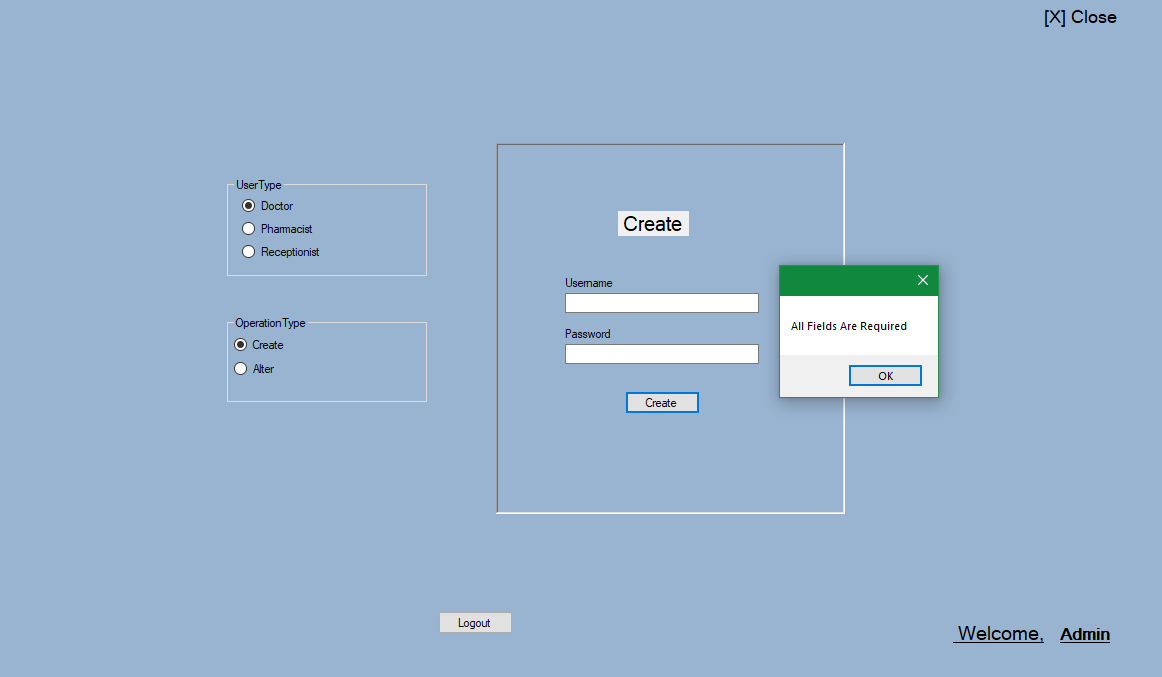 [X] Close
UserType
Doctor
Pharmacist
Receptionist
OperationType
Create
Alter
Create
Username
Password
Create
All Fields Are Required
OK
Logout
Welcome, Admin